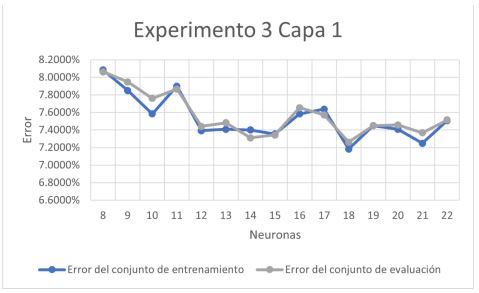 Experimento 3 Capa 1
8.2000%
8.0000%
7.8000%
7.6000%
7.4000%
7.2000%
7.0000%
6.8000%
6.6000%
Error
8 9 10 11 12 13 14 15 16 17 18 19 20 21 22
Neuronas
Error del conjunto de entrenamiento Error del conjunto de evaluación